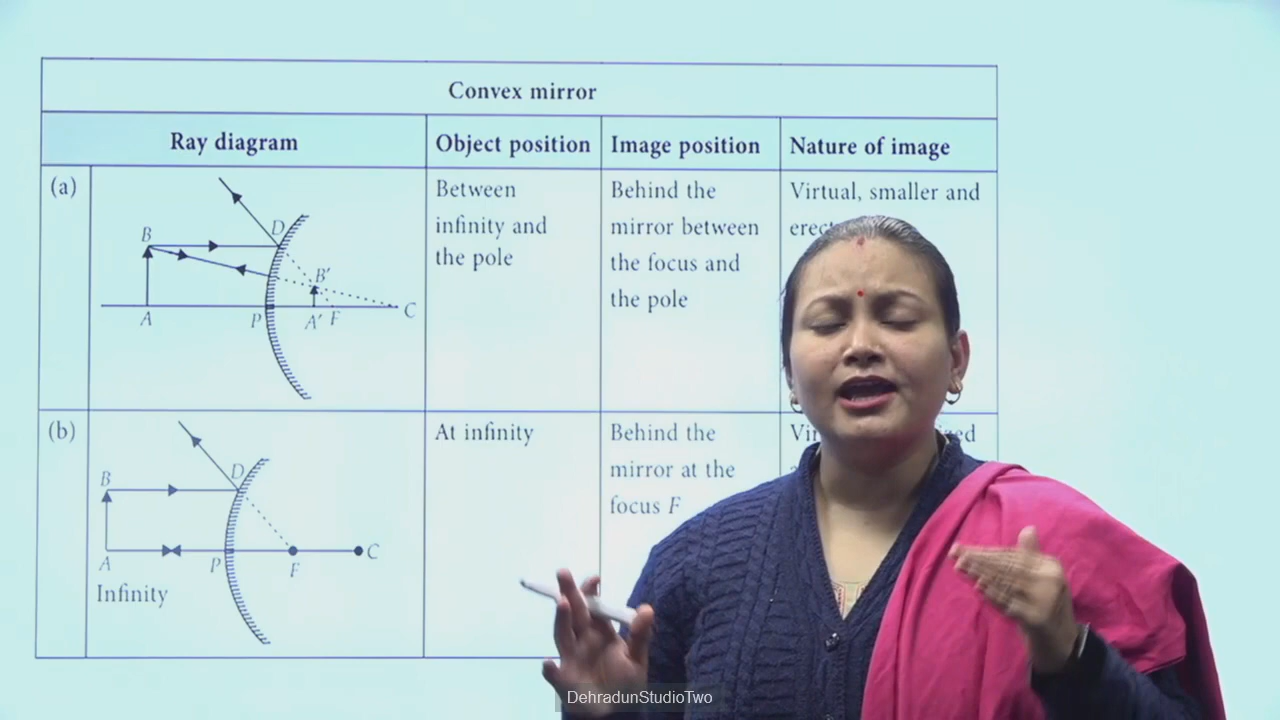 Convex mirror
Ray diagram Object position Image position Nature of image
(a)
B
D
B'
A
P
A' F
C
Between
infinity and
the pole
Behind the
mirror between
the focus and
the pole
Virtual, smaller and
(b)
B
D
A
P
F
C
Infinity
At infinity
Behind the
mirror at the
focus F
DehradunStudioTwo